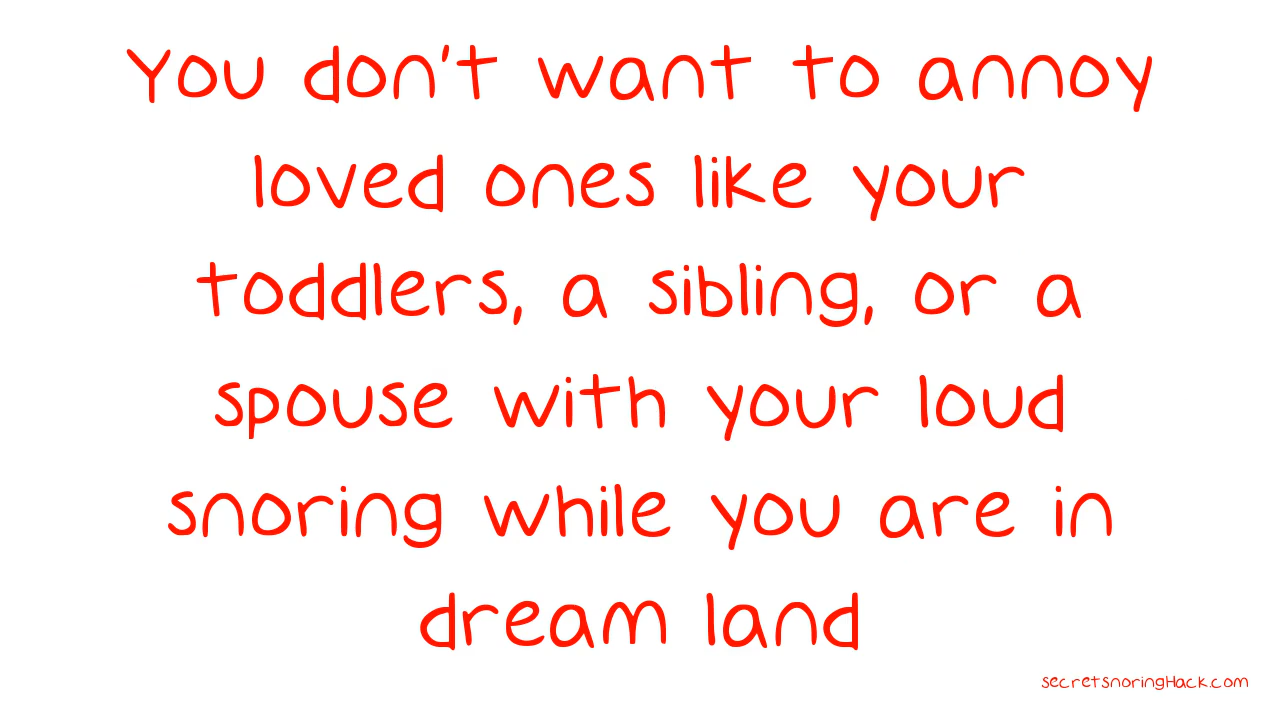 You don't want to annoy
loved ones like your
toddlers, a sibling, or a
spouse with your loud
snoring while you are in
dream land
secretsnoringHack.com